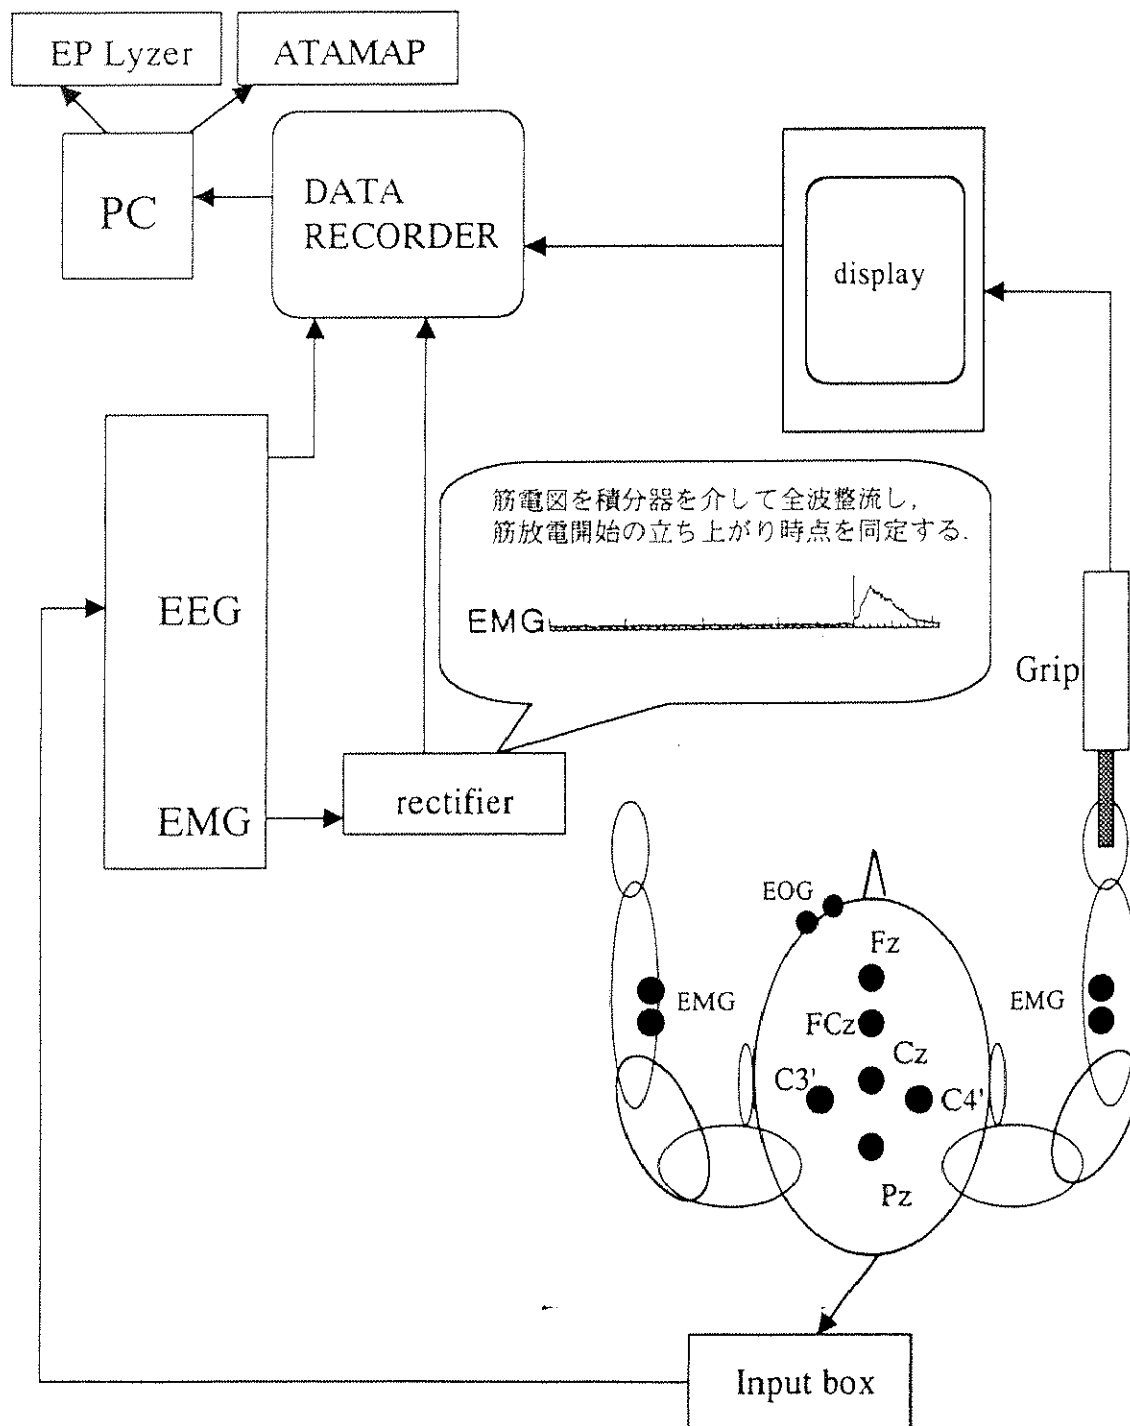 EP Lyzer
ATAMAP
PC
DATA
RECORDER
display
筋電図を積分器を介して全波整流し,
筋放電開始の立ち上がり時点を同定する.
EMG
EEG
EMG
rectifier
Grip
EOG
Fz
EMG
FCz
EMG
Cz
C3'
C4'
Pz
Input box